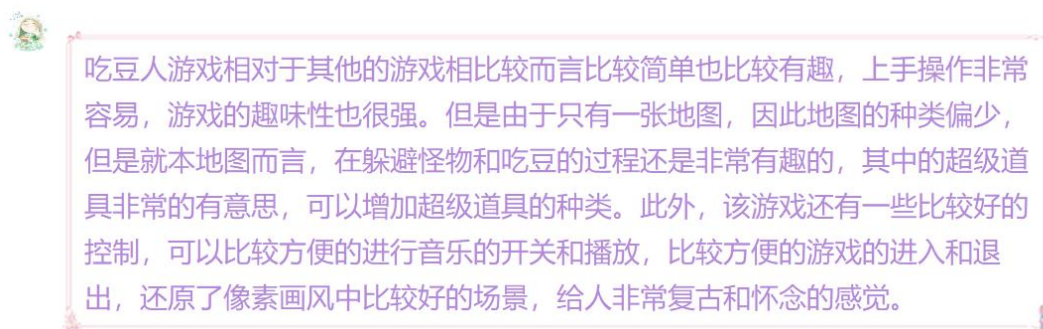 吃豆人游戏相对于其他的游戏相比较而言比较简单也比较有趣，上手操作非常
容易，游戏的趣味性也很强。但是由于只有一张地图，因此地图的种类偏少，
但是就本地图而言，在躲避怪物和吃豆的过程还是非常有趣的，其中的超级道
具非常的有意思，可以增加超级道具的种类。此外，该游戏还有一些比较好的
控制，可以比较方便的进行音乐的开关和播放，比较方便的游戏的进入和退
出，还原了像素画风中比较好的场景，给人非常复古和怀念的感觉。